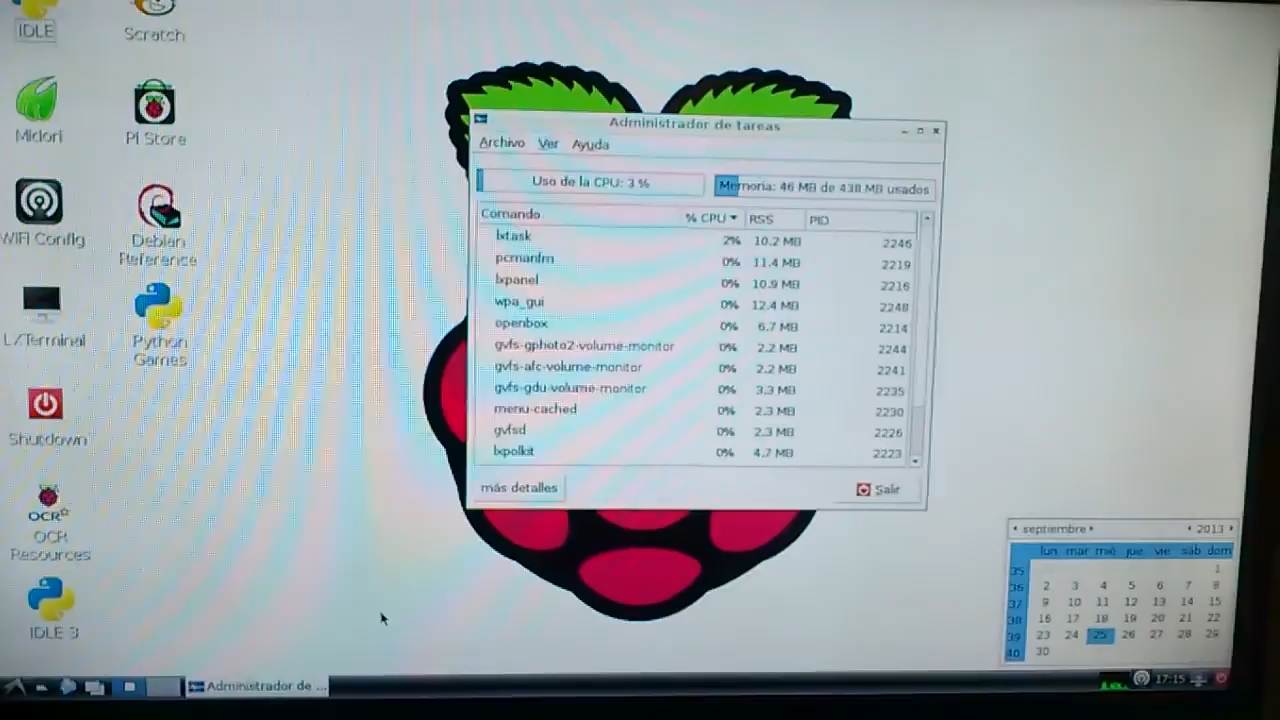 IDLE
Scratch
Midori
Pi Store
WiFi Config
Debian
Reference
LXTerminal
Python
Games
Shutdown
OCR
OCR
Resources
IDLE 3
Administrador de tareas
Archivo Ver Ayuda
Uso de la CPU: 3 % Memoria: 46 MB de 438 MB usados
Comando % CPU RSS PID
lxtask 2% 10.2 MB 2246
pcmanfm 0% 11.4 MB 2219
lxpanel 0% 10.9 MB 2216
wpa_gui 0% 12.4 MB 2248
openbox 0% 6.7 MB 2214
gvfs-gphoto2-volume-monitor 0% 2.2 MB 2244
gvfs-afc-volume-monitor 0% 2.2 MB 2241
gvfs-gdu-volume-monitor 0% 3.3 MB 2235
menu-cached 0% 2.3 MB 2230
gvfsd 0% 2.3 MB 2226
lxpolkit 0% 4.7 MB 2223
más detalles Salir
septiembre 2013
lun mar mié jue vie sáb dom
35 1
36 2 3 4 5 6 7 8
37 9 10 11 12 13 14 15
38 16 17 18 19 20 21 22
39 23 24 25 26 27 28 29
40 30
Administrador de ... 17:15